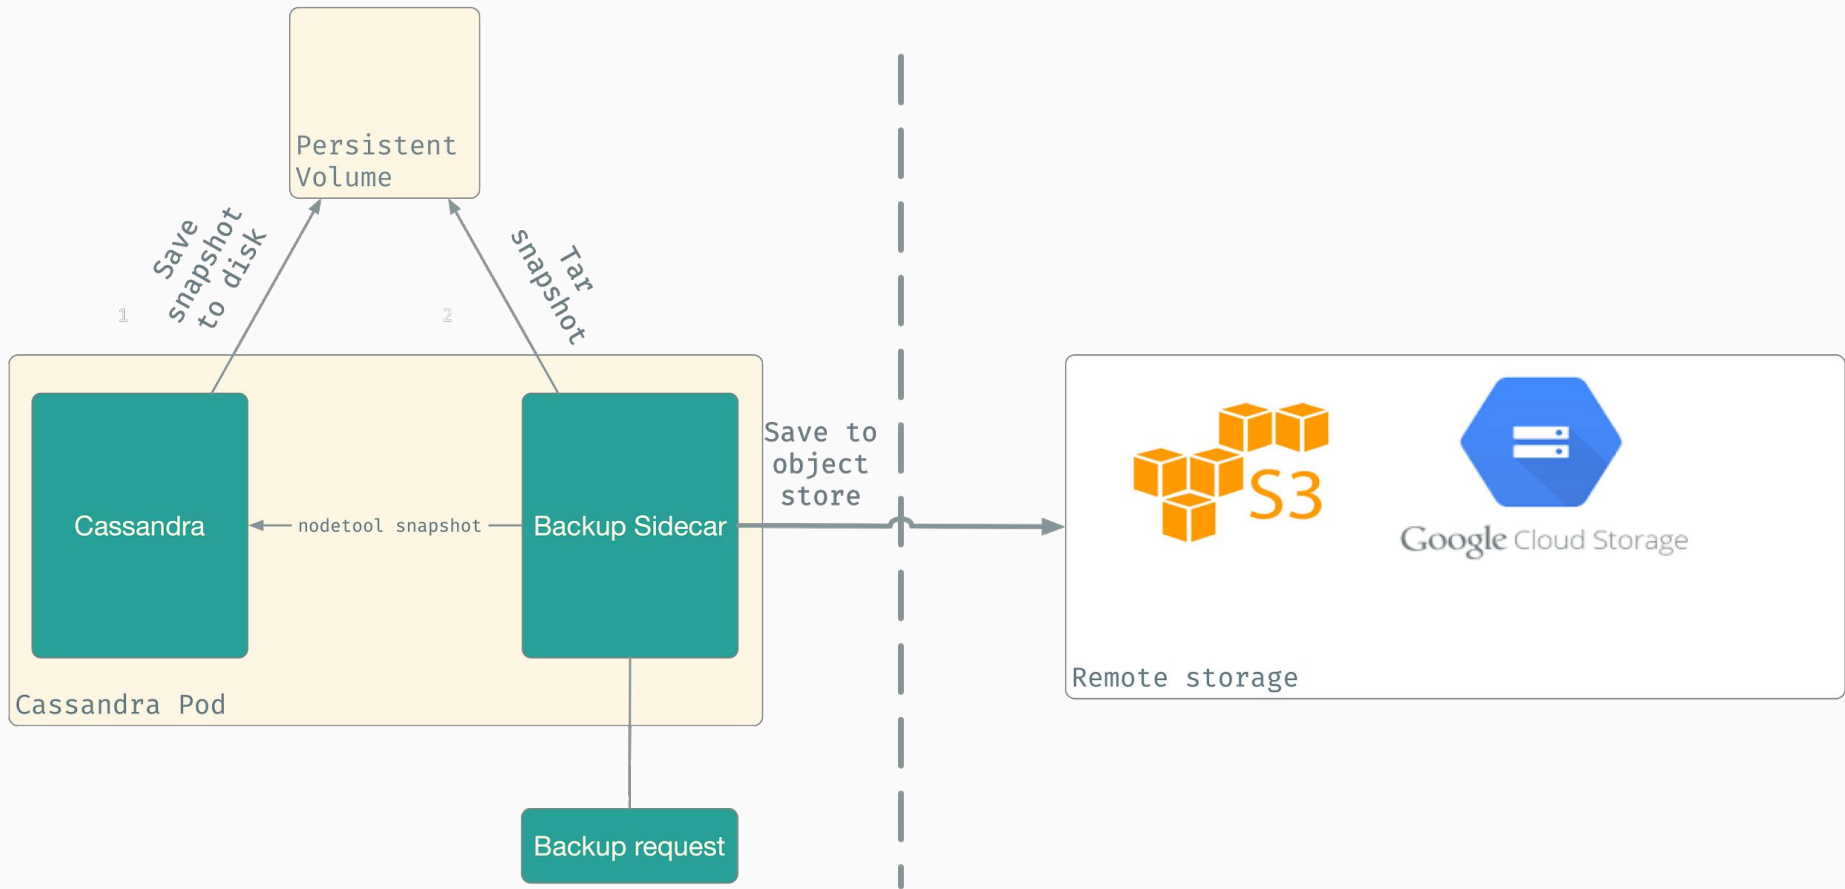 Persistent
Volume
Save
snapshot
to disk
Tar
snapshot
1
2
Save to
object
store
S3
Google Cloud Storage
Cassandra
nodetool snapshot
Backup Sidecar
Remote storage
Cassandra Pod
Backup request